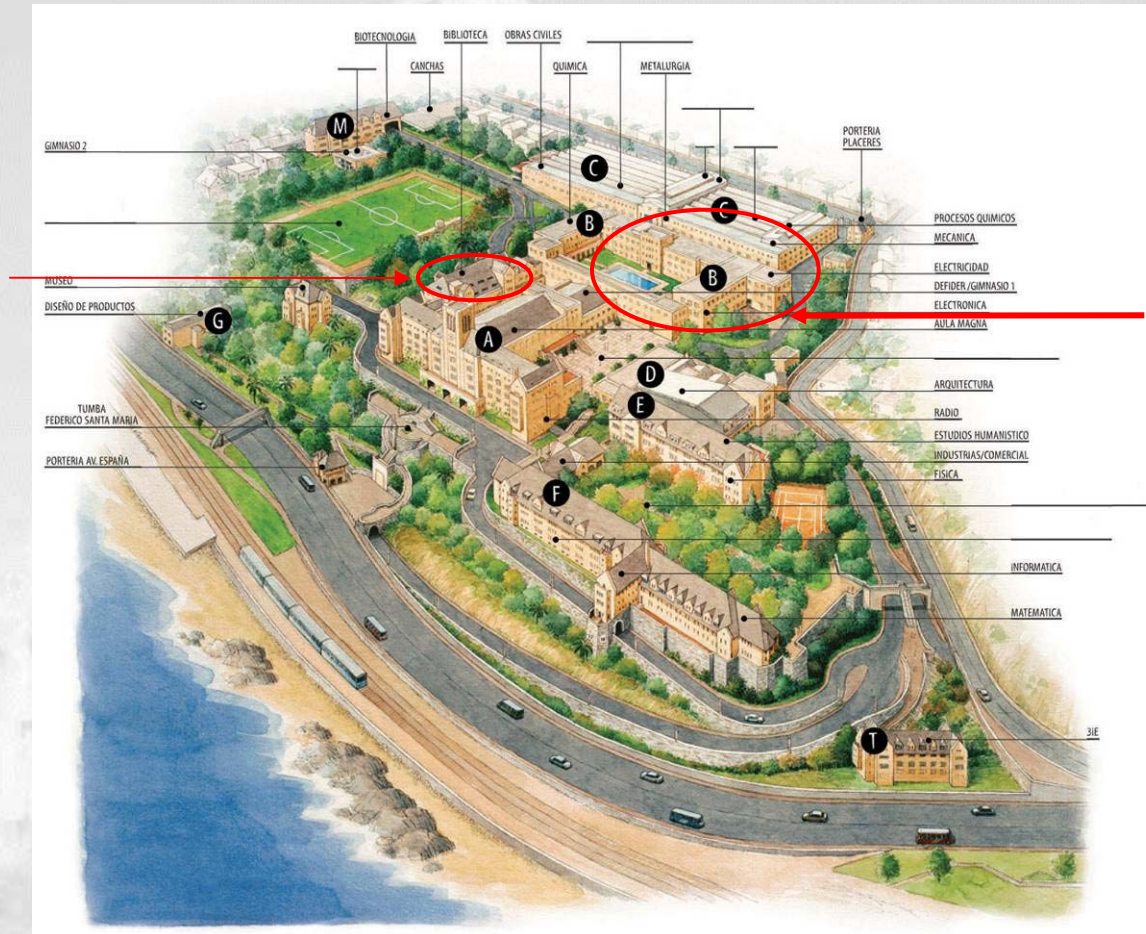 BIOTECNOLOGIA
BIBLIOTECA
OBRAS CIVILES
CANCHAS
QUIMICA
METALURGIA
PORTERIA
PLACERES
GIMNASIO 2
M
C
C
B
B
PROCESOS QUIMICOS
MECANICA
ELECTRICIDAD
DEFIDER /GIMNASIO 1
ELECTRONICA
AULA MAGNA
MUSEO
DISEÑO DE PRODUCTOS
G
A
D
E
ARQUITECTURA
RADIO
ESTUDIOS HUMANISTICO
INDUSTRIAS/COMERCIAL
FISICA
TUMBA
FEDERICO SANTA MARIA
PORTERIA AV. ESPAÑA
F
INFORMATICA
MATEMATICA
T
3IE